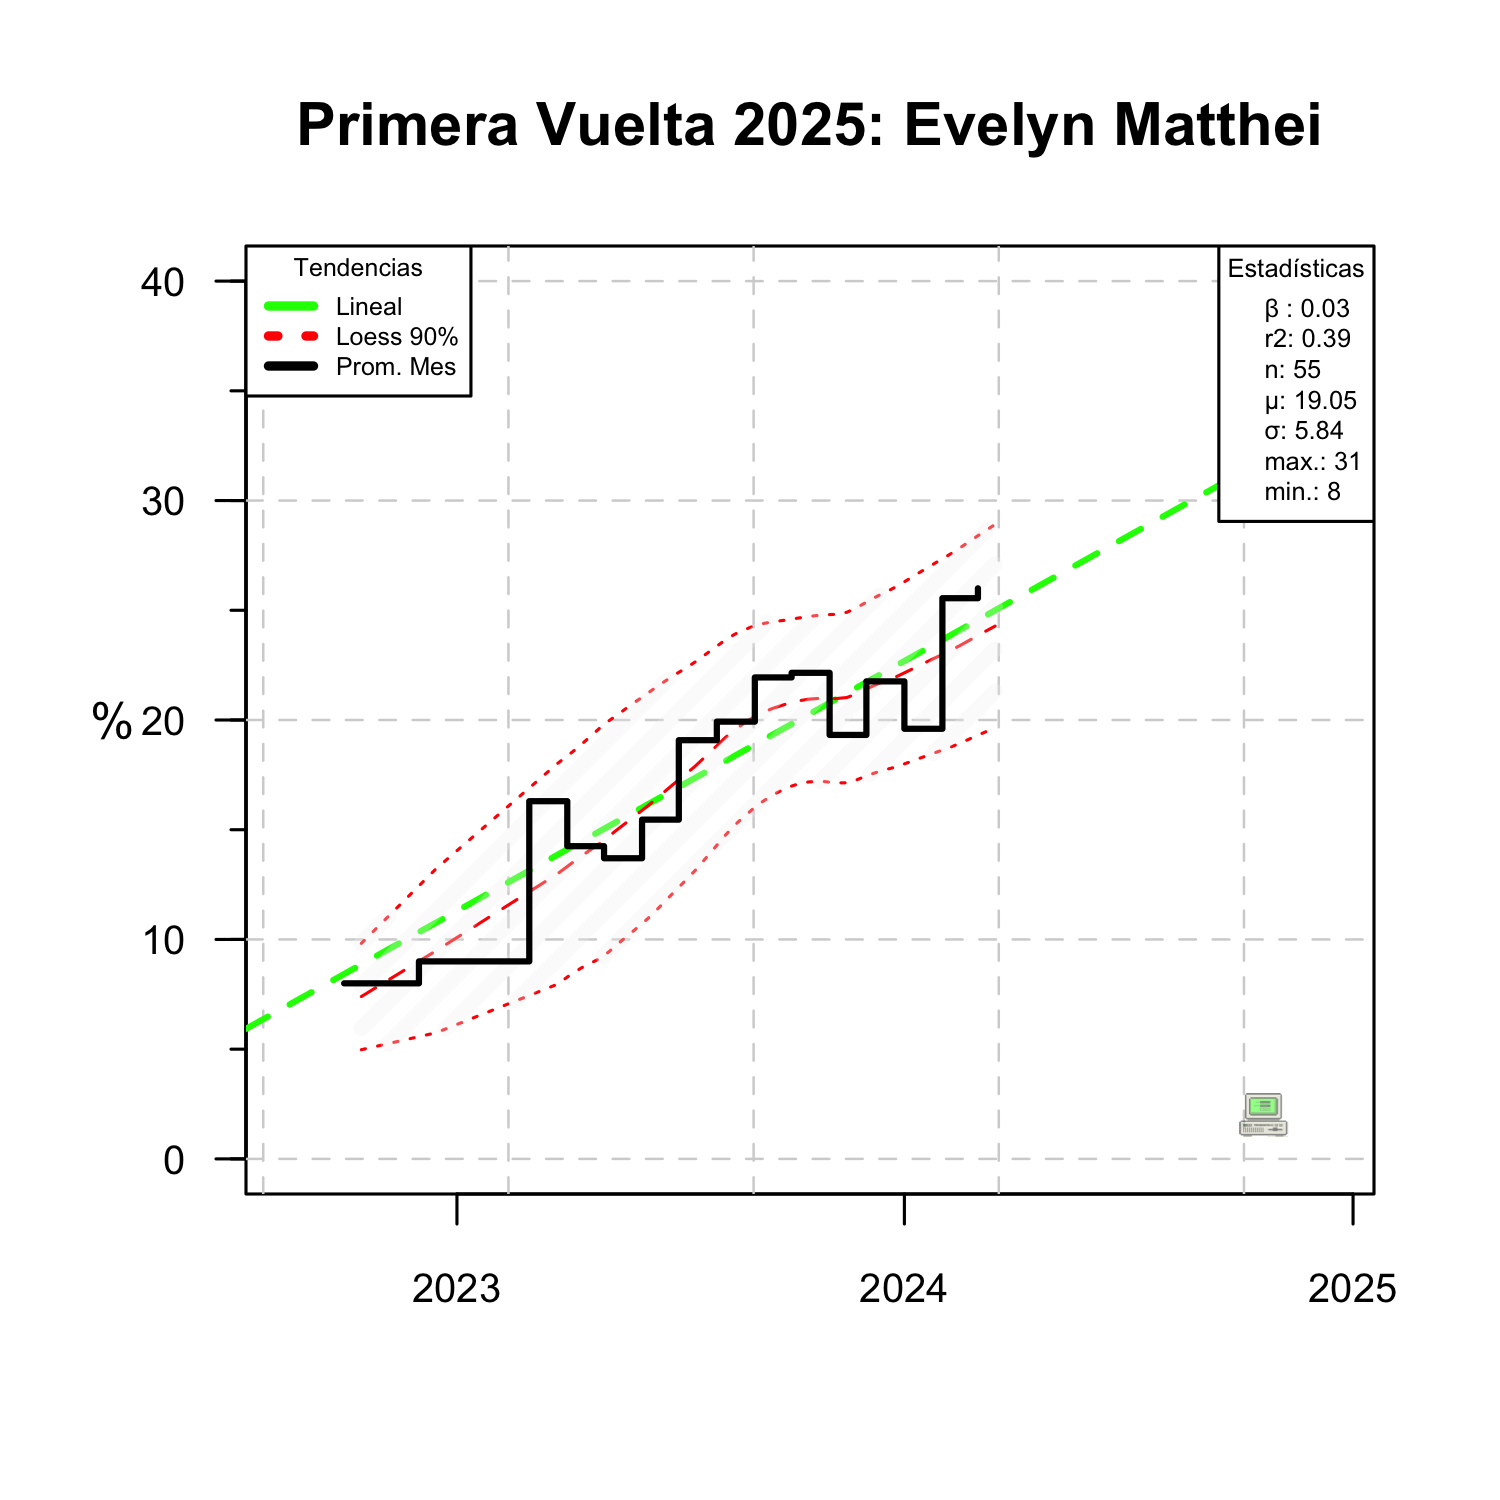 Primera Vuelta 2025: Evelyn Matthei
Tendencias
Lineal
Loess 90%
Prom. Mes
Estadísticas
β : 0.03
r2: 0.39
n: 55
μ: 19.05
σ: 5.84
max.: 31
min.: 8
40
30
20
10
0
%
2023
2024
2025